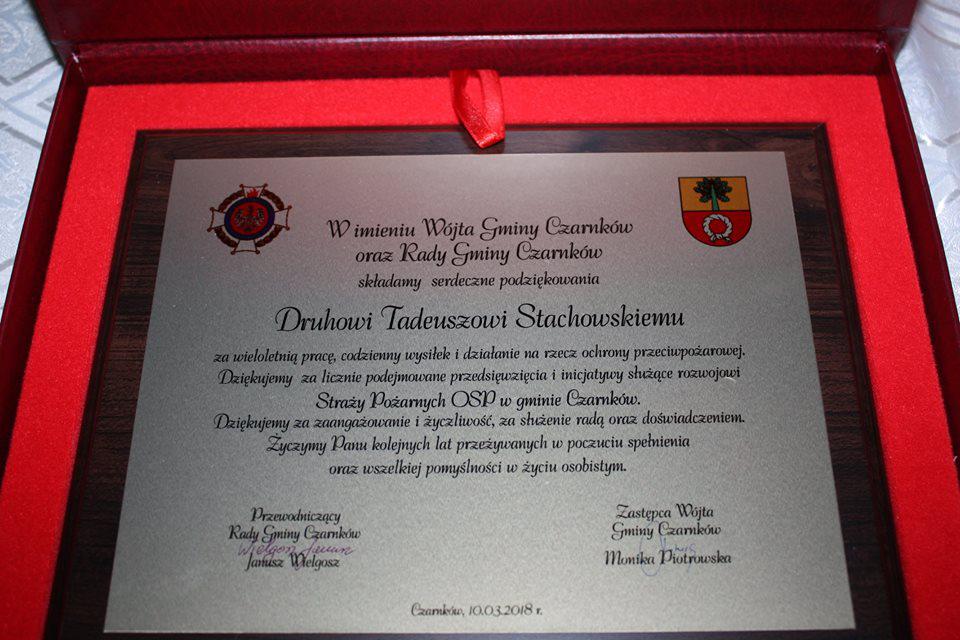 W imieniu Wójta Gminy Czarnków
oraz Rady Gminy Czarnków
składamy serdeczne podziękowania
Druhowi Tadeuszowi Stachowskiemu
za wieloletnią pracę, codzienny wysiłek i działanie na rzecz ochrony przeciwpożarowej.
Dziękujemy za licznie podejmowane przedsięwzięcia i inicjatywy służące rozwojowi
Straży Pożarnych OSP w gminie Czarnków.
Dziękujemy za zaangażowanie i życzliwość, za służenie radą oraz doświadczeniem.
Życzymy Panu kolejnych lat przeżywanych w poczuciu spełnienia
oraz wszelkiej pomyślności w życiu osobistym.
Przewodniczący
Rady Gminy Czarnków
Wielgosz Janusz
Janusz Wielgosz
Zastępca Wójta
Gminy Czarnków
Monika Piotrowska
Czarnków, 10.03.2018 r.